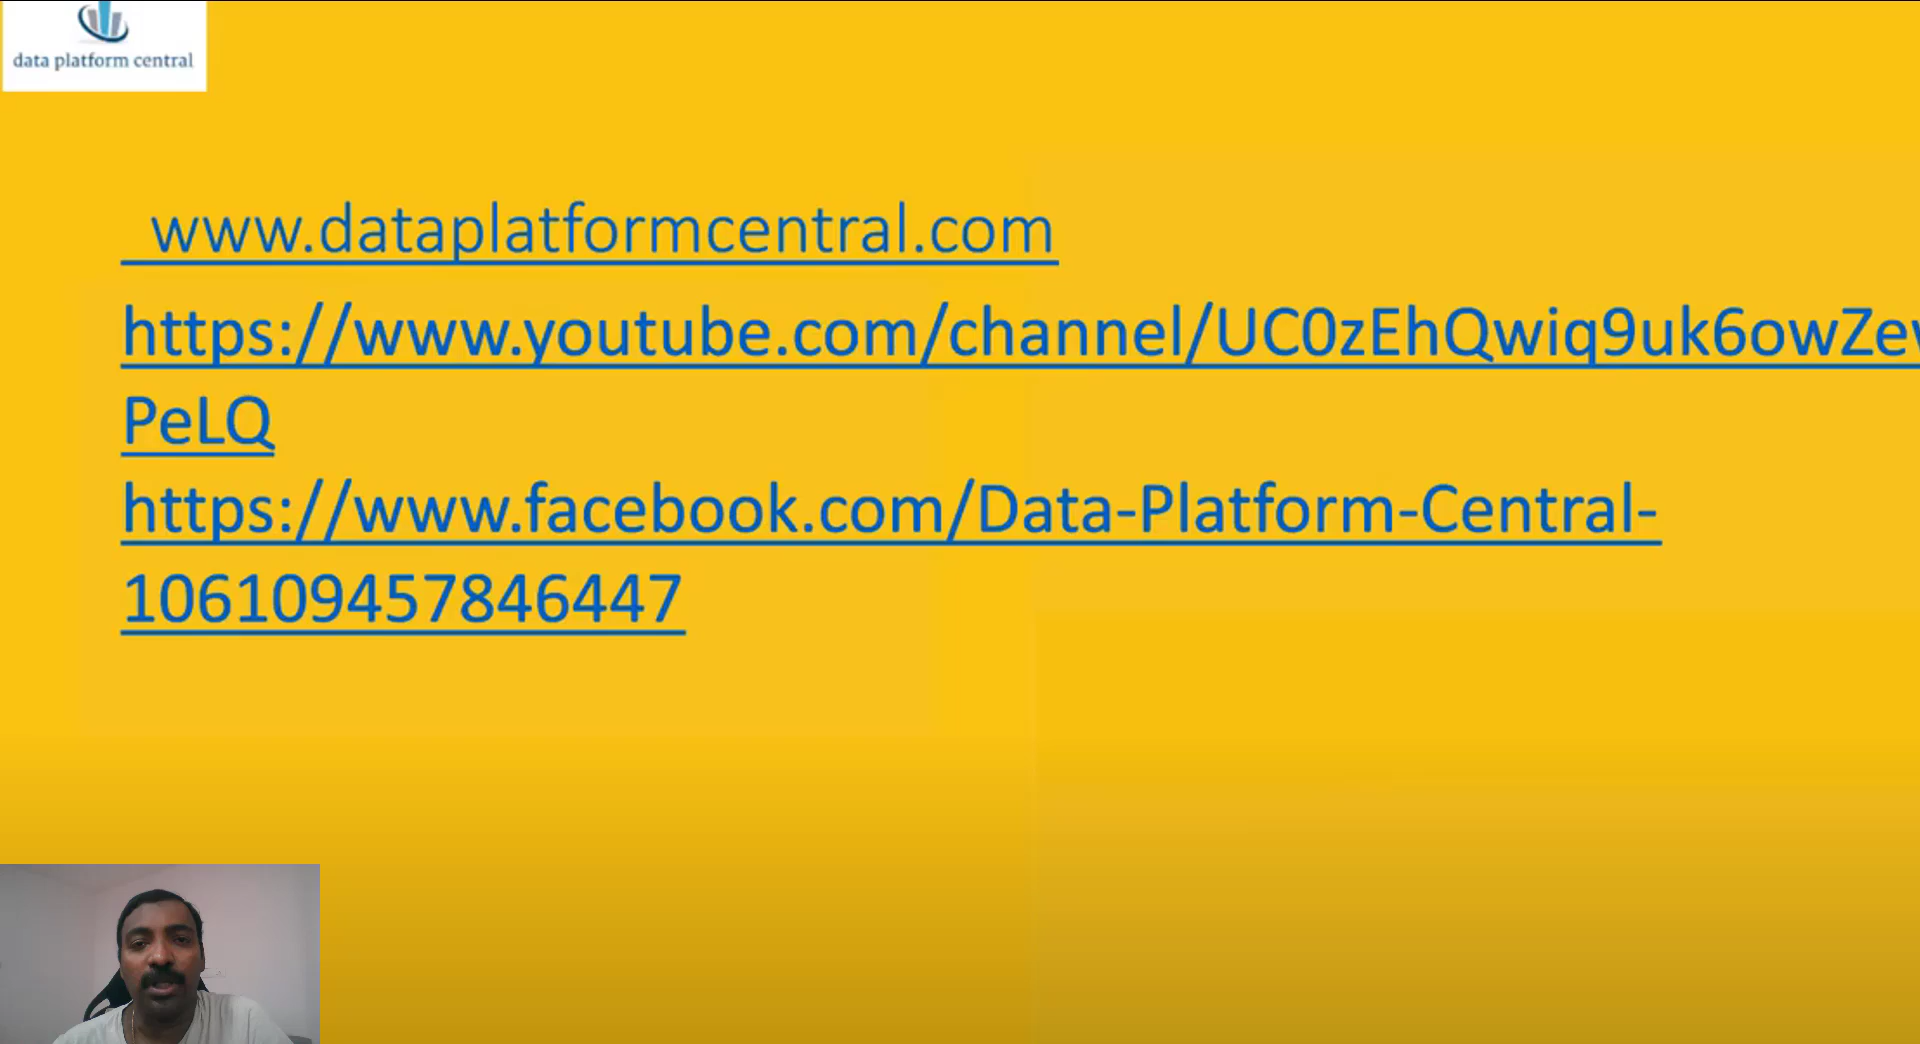 data platform central
www.dataplatformcentral.com
https://www.youtube.com/channel/UC0zEhQwiq9uk6owZev
PeLQ
https://www.facebook.com/Data-Platform-Central-
106109457846447